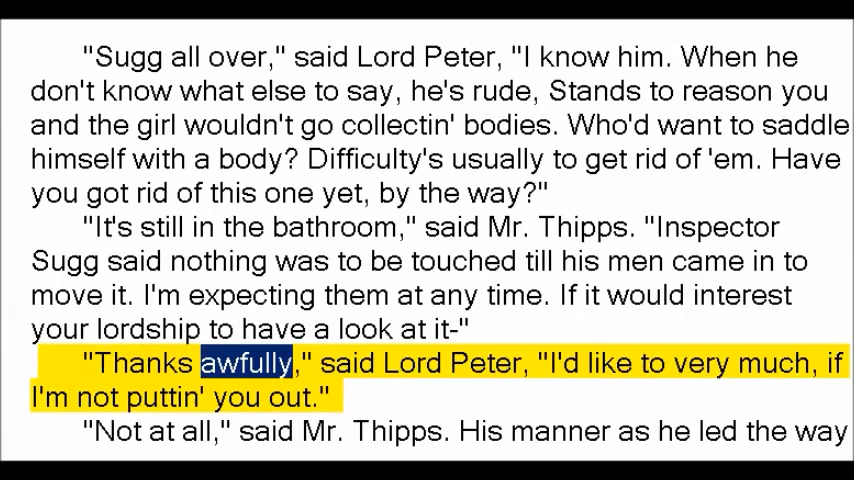 "Sugg all over," said Lord Peter, "I know him. When he
don't know what else to say, he's rude, Stands to reason you
and the girl wouldn't go collectin' bodies. Who'd want to saddle
himself with a body? Difficulty's usually to get rid of 'em. Have
you got rid of this one yet, by the way?"
"It's still in the bathroom," said Mr. Thipps. "Inspector
Sugg said nothing was to be touched till his men came in to
move it. I'm expecting them at any time. If it would interest
your lordship to have a look at it-"
"Thanks awfully," said Lord Peter, "I'd like to very much, if
I'm not puttin' you out."
"Not at all," said Mr. Thipps. His manner as he led the way